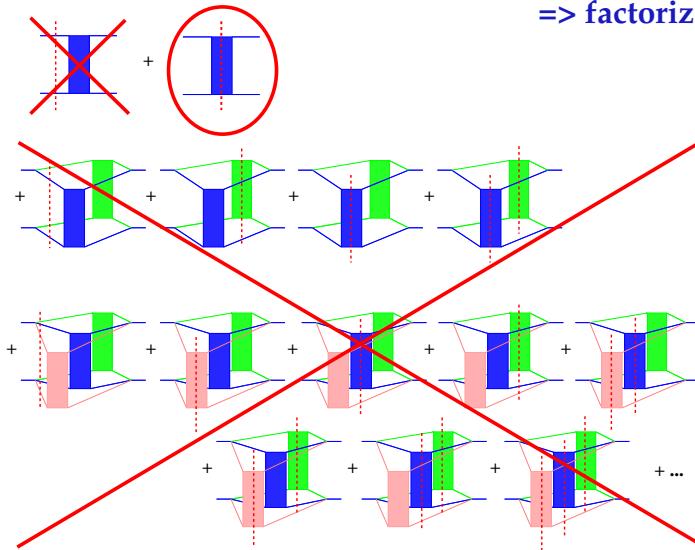 => factoriz
+
+ + + +
+ + + + +
+ + + + ...